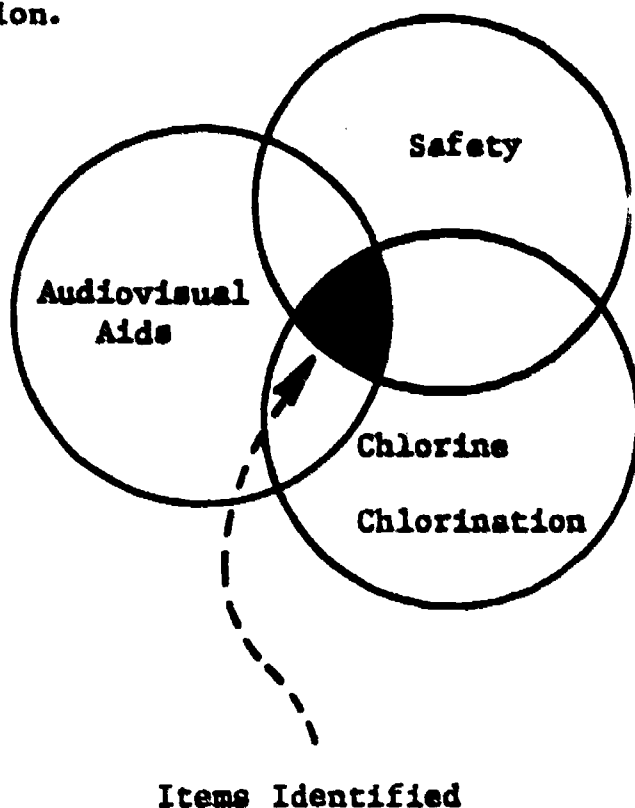 ion.
Safety
Audiovisual
Aids
Chlorine
Chlorination
Items Identified